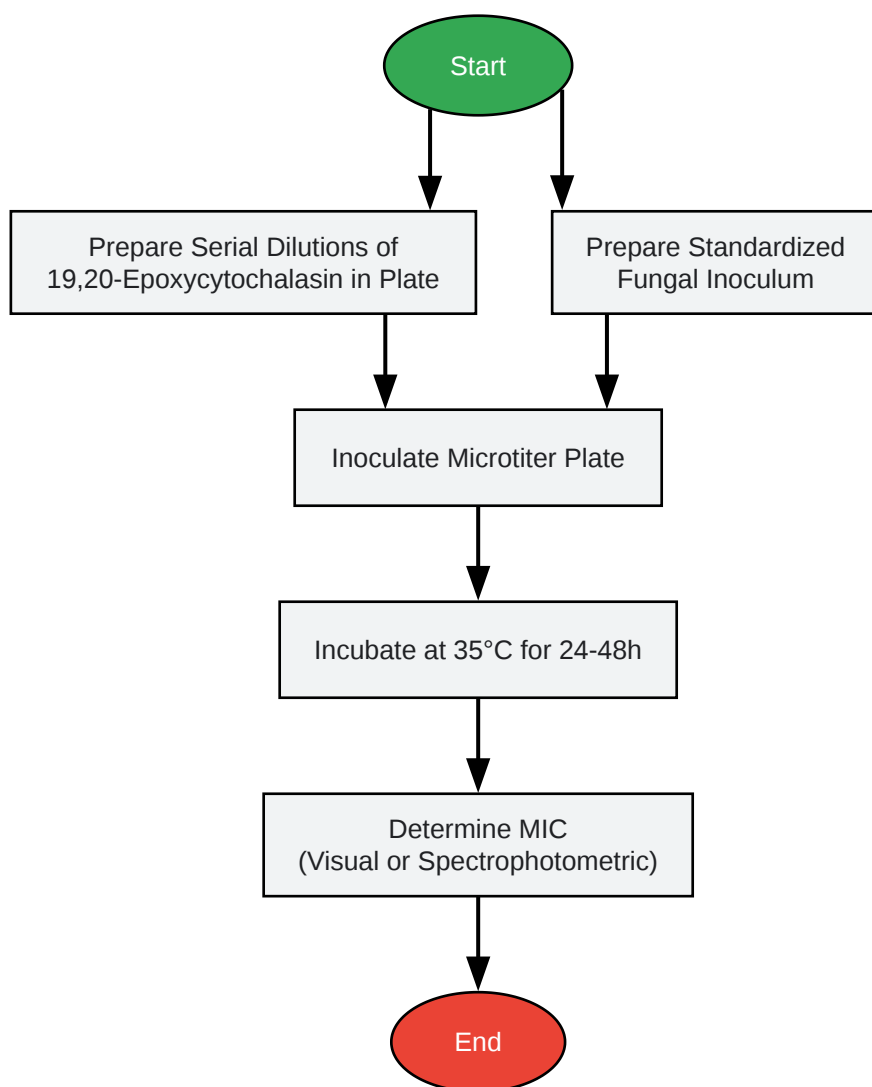 Start
Prepare Serial Dilutions of
19,20-Epoxycytochalasin in Plate
Prepare Standardized
Fungal Inoculum
Inoculate Microtiter Plate
Incubate at 35°C for 24-48h
Determine MIC
(Visual or Spectrophotometric)
End